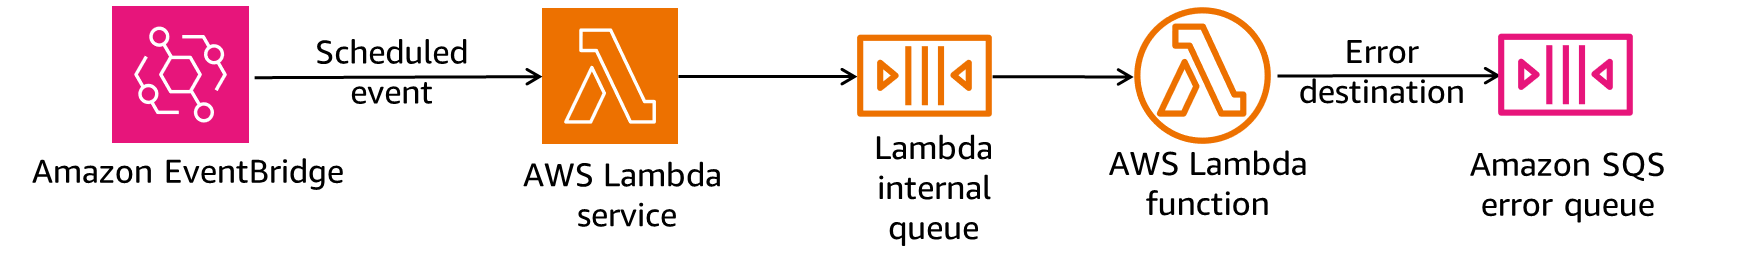 Scheduled
event
Error
destination
Amazon EventBridge
AWS Lambda
service
Lambda
internal
queue
AWS Lambda
function
Amazon SQS
error queue